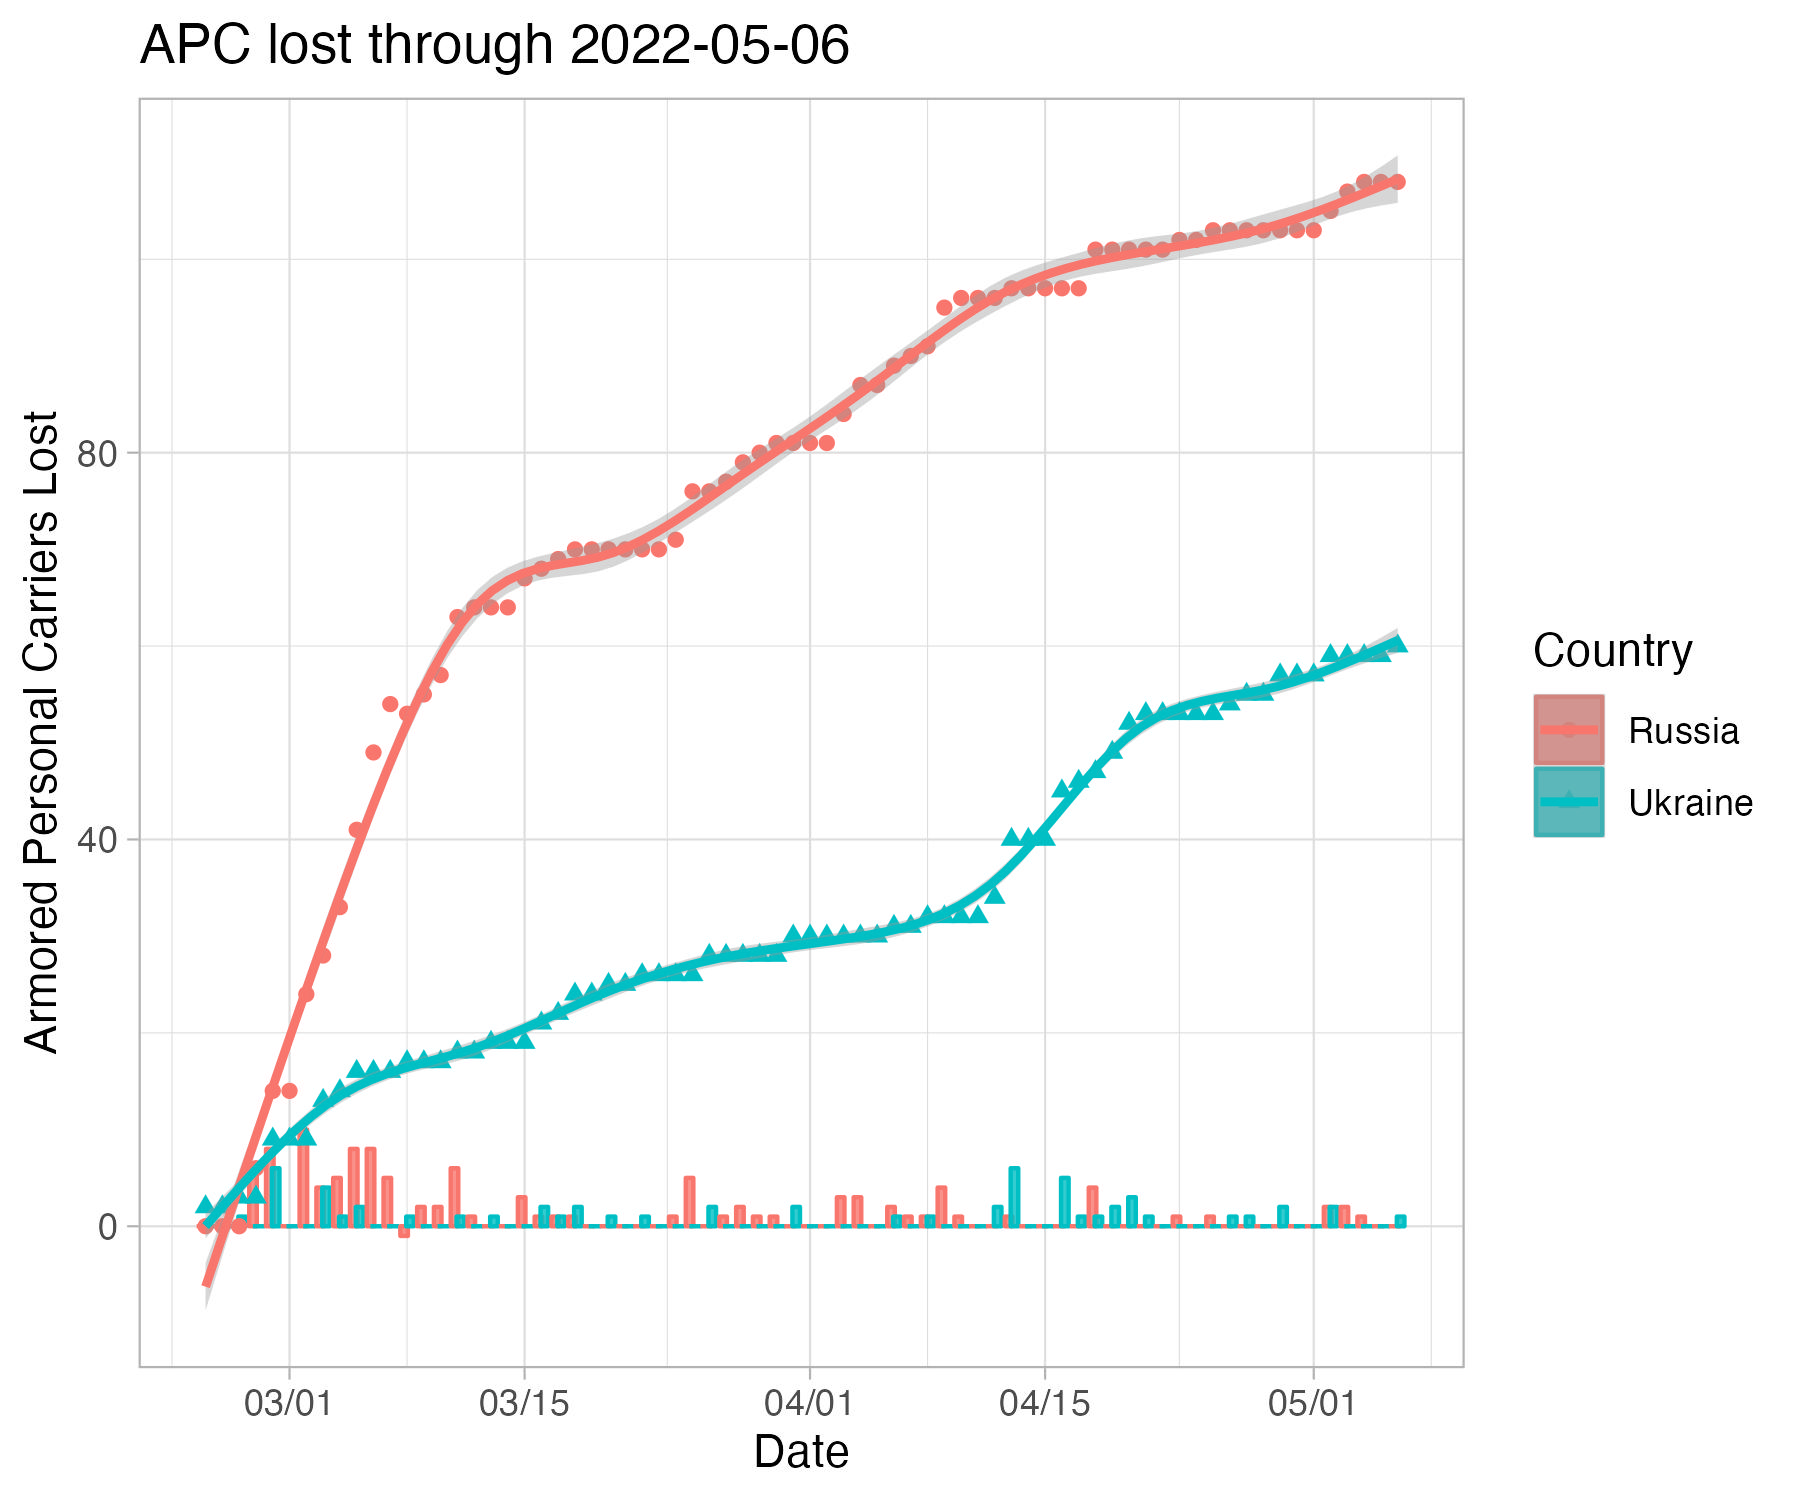 APC lost through 2022-05-06
Armored Personal Carriers Lost
80
40
0
03/01
03/15
04/01
04/15
05/01
Date
Country
Russia
Ukraine